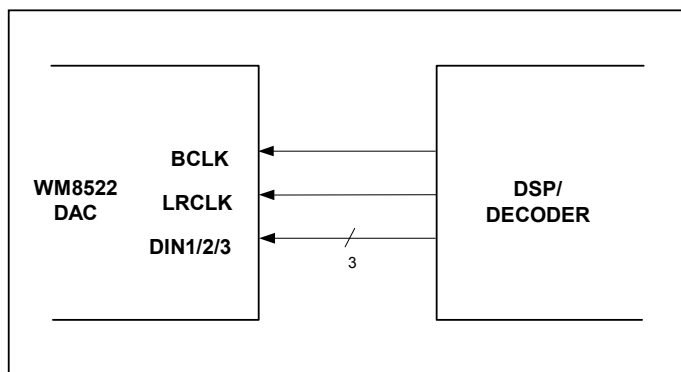 WM8522
DAC
BCLK
LRCLK
DIN1/2/3
3
DSP/
DECODER